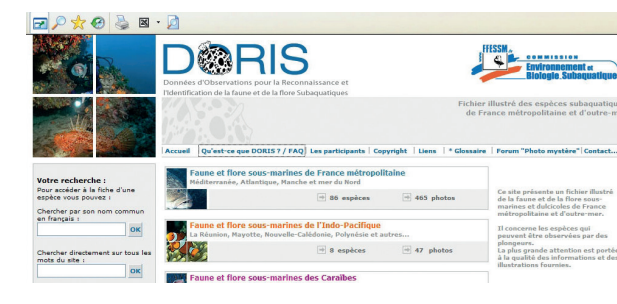 DORIS
Données d'Observations pour la Reconnaissance et
l'Identification de la faune et de la flore Subaquatiques
FFESSM
COMMISSION
Environnement et
Biologie Subaquatique
Fichier illustré des espèces subaquatiqu
de France métropolitaine et d'outre-m
Accueil | Qu'est-ce que DORIS ? / FAQ | Les participants | Copyright | Liens | * Glossaire | Forum "Photo mystère" | Contact...
Votre recherche :
Pour accéder à la fiche d'une
espèce vous pouvez :
Chercher par son nom commun
en français :
OK
Chercher directement sur tous les
mots du site :
OK
Faune et flore sous-marines de France métropolitaine
Méditerranée, Atlantique, Manche et mer du Nord
86 espèces 465 photos
Faune et flore sous-marines de l'Indo-Pacifique
La Réunion, Mayotte, Nouvelle-Calédonie, Polynésie et autres...
8 espèces 47 photos
Faune et flore sous-marines des Caraïbes
Ce site présente un fichier illustré
de la faune et de la flore sous-
marines et dulcicoles de France
métropolitaine et d'outre-mer.
Il concerne les espèces qui
peuvent être observées par des
plongeurs.
La plus grande attention est portée
à la qualité des informations et des
illustrations fournies.